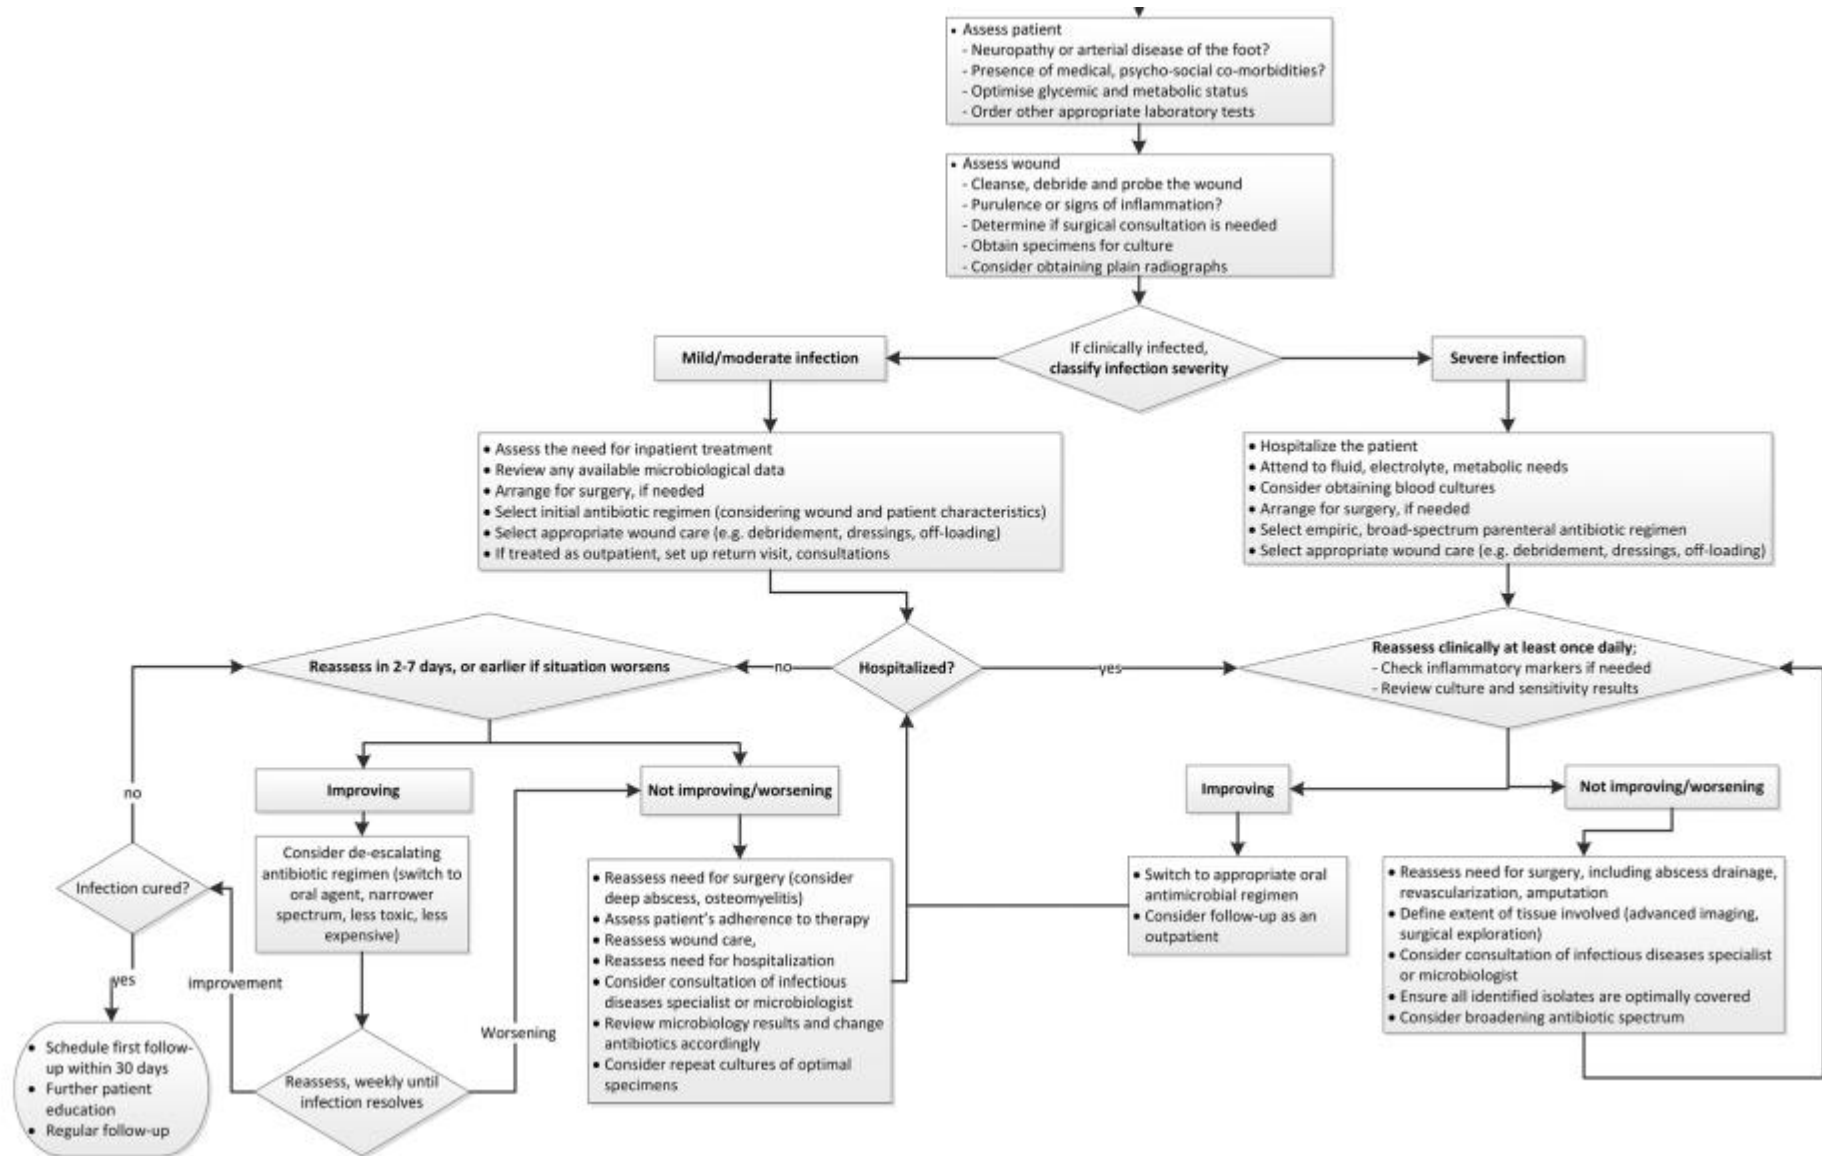 • Assess patient
- Neuropathy or arterial disease of the foot?
- Presence of medical, psycho-social co-morbidities?
- Optimise glycemic and metabolic status
- Order other appropriate laboratory tests
• Assess wound
- Cleanse, debride and probe the wound
- Purulence or signs of inflammation?
- Determine if surgical consultation is needed
- Obtain specimens for culture
- Consider obtaining plain radiographs
If clinically infected,
classify infection severity
Mild/moderate infection
Severe infection
• Assess the need for inpatient treatment
• Review any available microbiological data
• Arrange for surgery, if needed
• Select initial antibiotic regimen (considering wound and patient characteristics)
• Select appropriate wound care (e.g. debridement, dressings, off-loading)
• If treated as outpatient, set up return visit, consultations
• Hospitalize the patient
• Attend to fluid, electrolyte, metabolic needs
• Consider obtaining blood cultures
• Arrange for surgery, if needed
• Select empiric, broad-spectrum parenteral antibiotic regimen
• Select appropriate wound care (e.g. debridement, dressings, off-loading)
Reassess in 2-7 days, or earlier if situation worsens
no
Hospitalized?
yes
Reassess clinically at least once daily;
- Check inflammatory markers if needed
- Review culture and sensitivity results
Improving
Not improving/worsening
Improving
Not improving/worsening
no
Infection cured?
yes
improvement
Consider de-escalating
antibiotic regimen (switch to
oral agent, narrower
spectrum, less toxic, less
expensive)
Worsening
Reassess, weekly until
infection resolves
• Schedule first follow-
up within 30 days
• Further patient
education
• Regular follow-up
• Reassess need for surgery (consider
deep abscess, osteomyelitis)
• Assess patient's adherence to therapy
• Reassess wound care,
• Reassess need for hospitalization
• Consider consultation of infectious
diseases specialist or microbiologist
• Review microbiology results and change
antibiotics accordingly
• Consider repeat cultures of optimal
specimens
• Switch to appropriate oral
antimicrobial regimen
• Consider follow-up as an
outpatient
• Reassess need for surgery, including abscess drainage,
revascularization, amputation
• Define extent of tissue involved (advanced imaging,
surgical exploration)
• Consider consultation of infectious diseases specialist
or microbiologist
• Ensure all identified isolates are optimally covered
• Consider broadening antibiotic spectrum